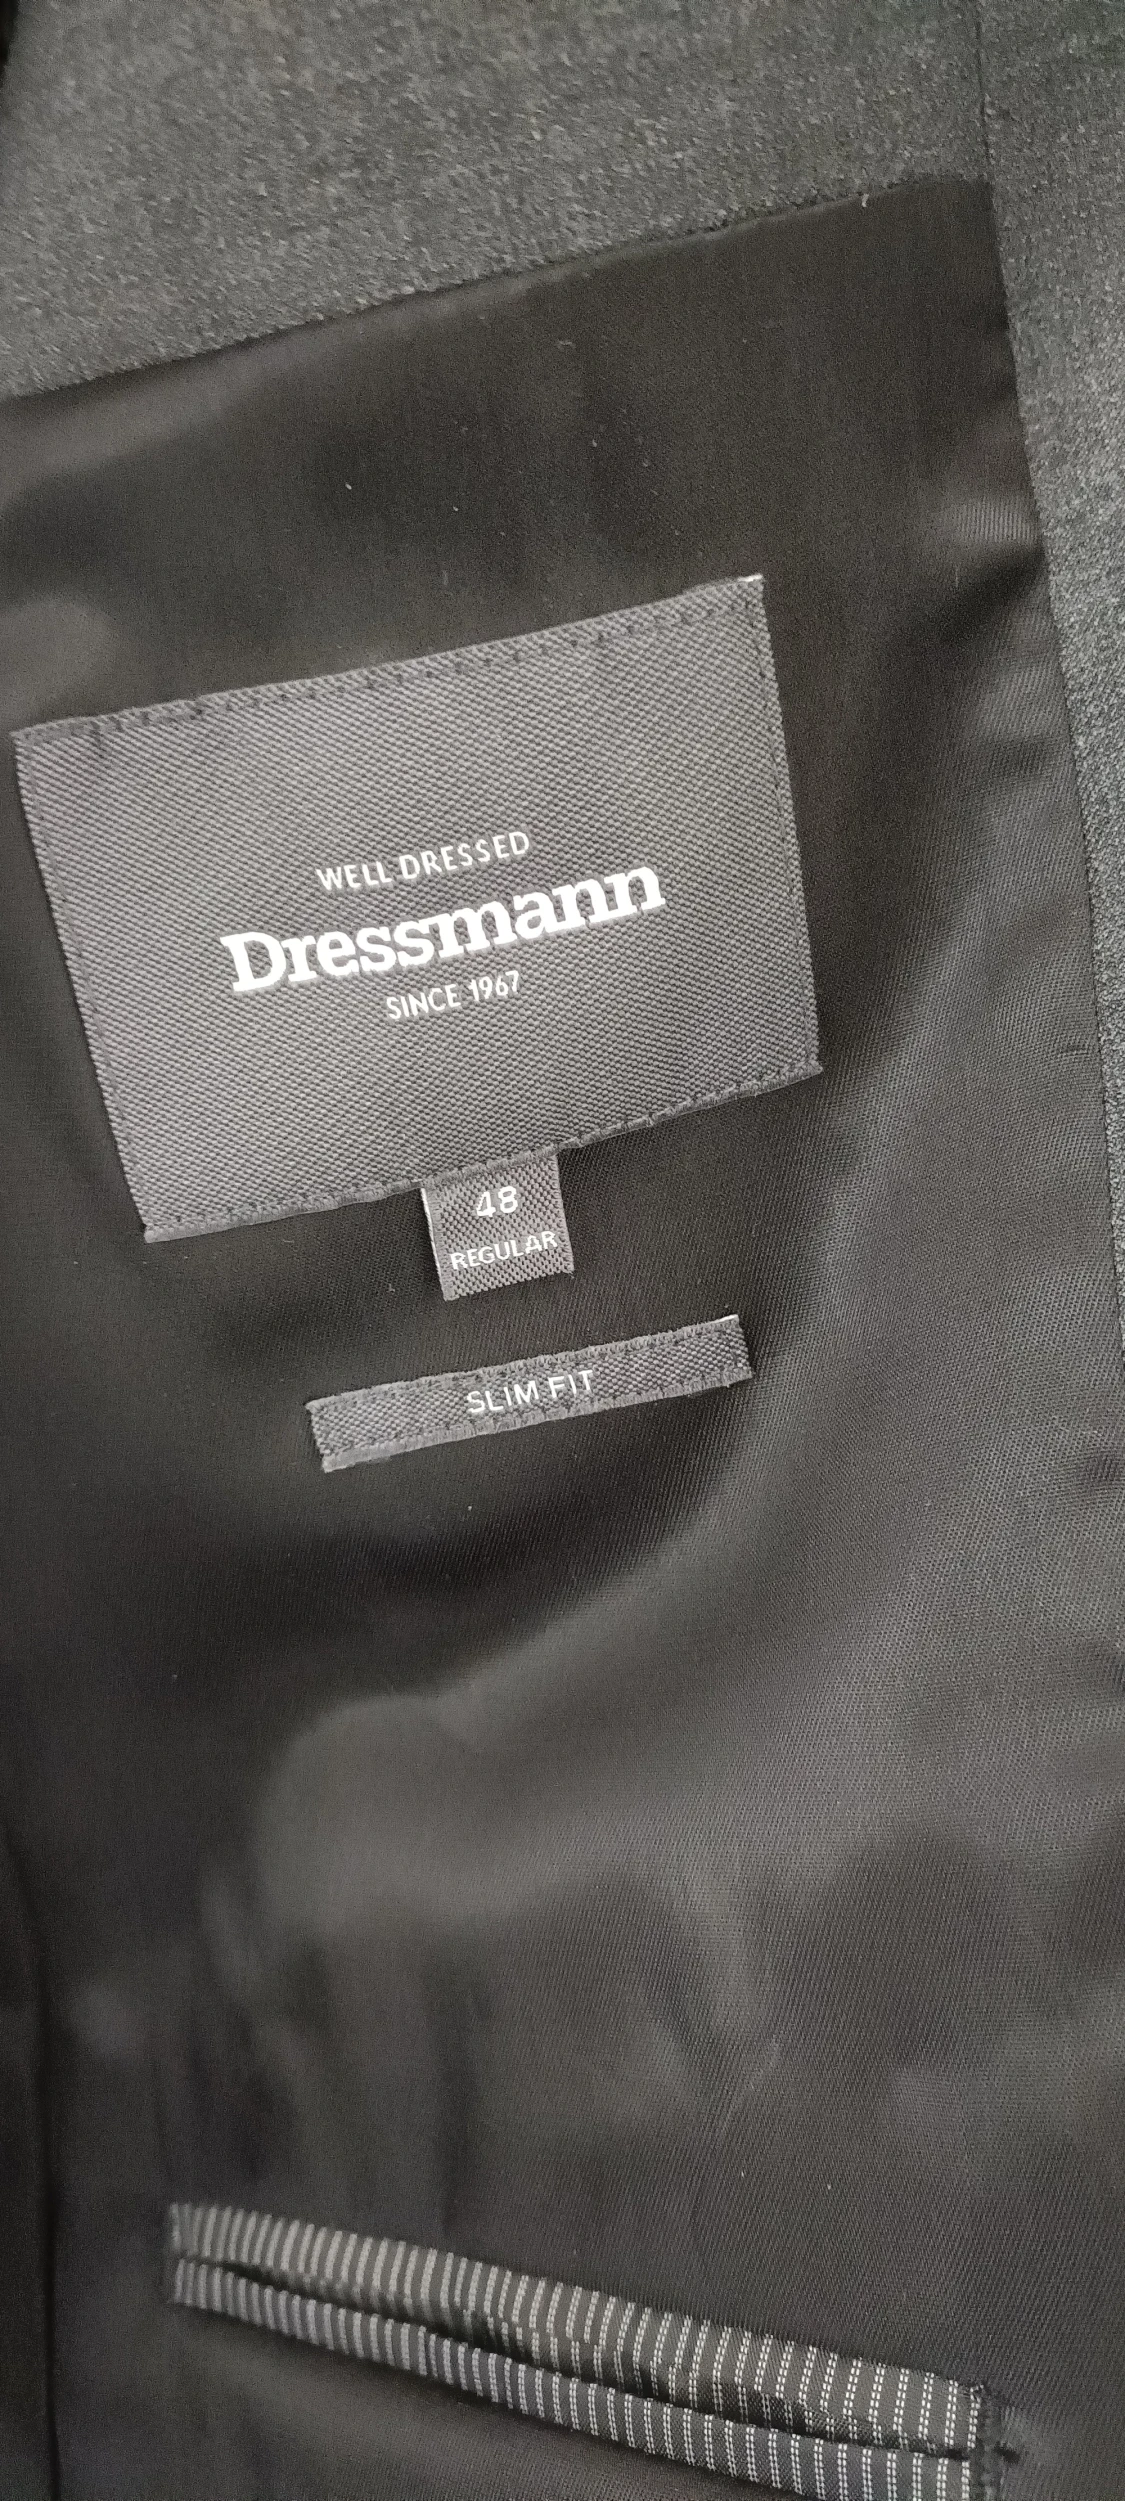 WELL DRESSED
Dressmann
SINCE 1967
48
REGULAR
SLIM FIT